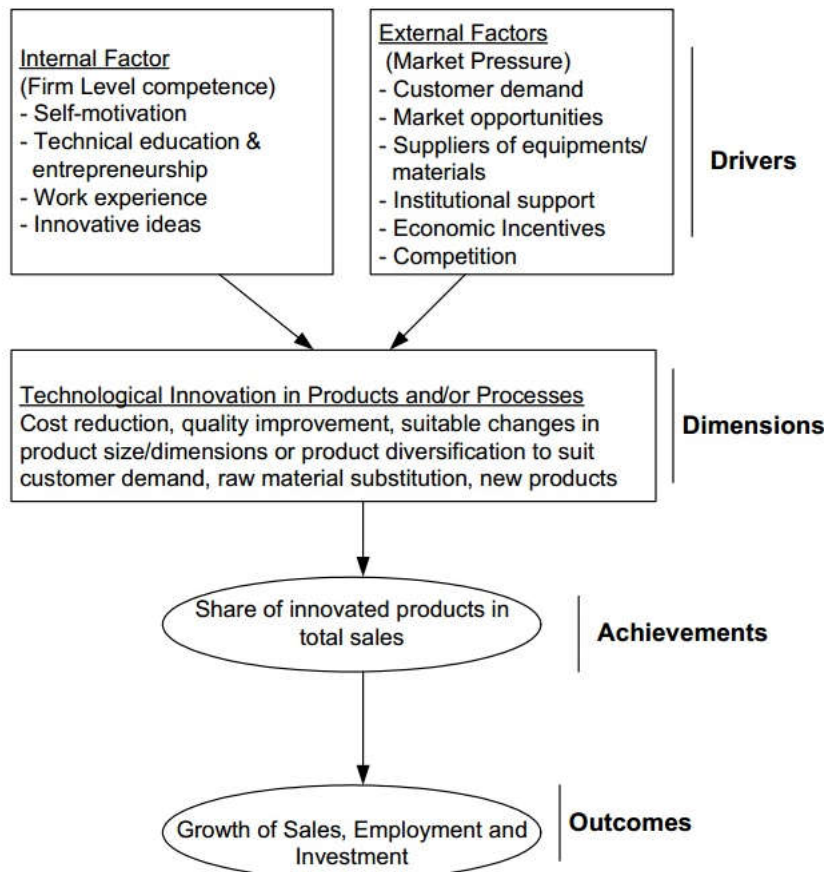 Internal Factor
(Firm Level competence)
- Self-motivation
- Technical education &
entrepreneurship
- Work experience
- Innovative ideas
External Factors
(Market Pressure)
- Customer demand
- Market opportunities
- Suppliers of equipments/
materials
- Institutional support
- Economic Incentives
- Competition
Drivers
Technological Innovation in Products and/or Processes
Cost reduction, quality improvement, suitable changes in
product size/dimensions or product diversification to suit
customer demand, raw material substitution, new products
Dimensions
Share of innovated products in
total sales
Achievements
Growth of Sales, Employment and
Investment
Outcomes